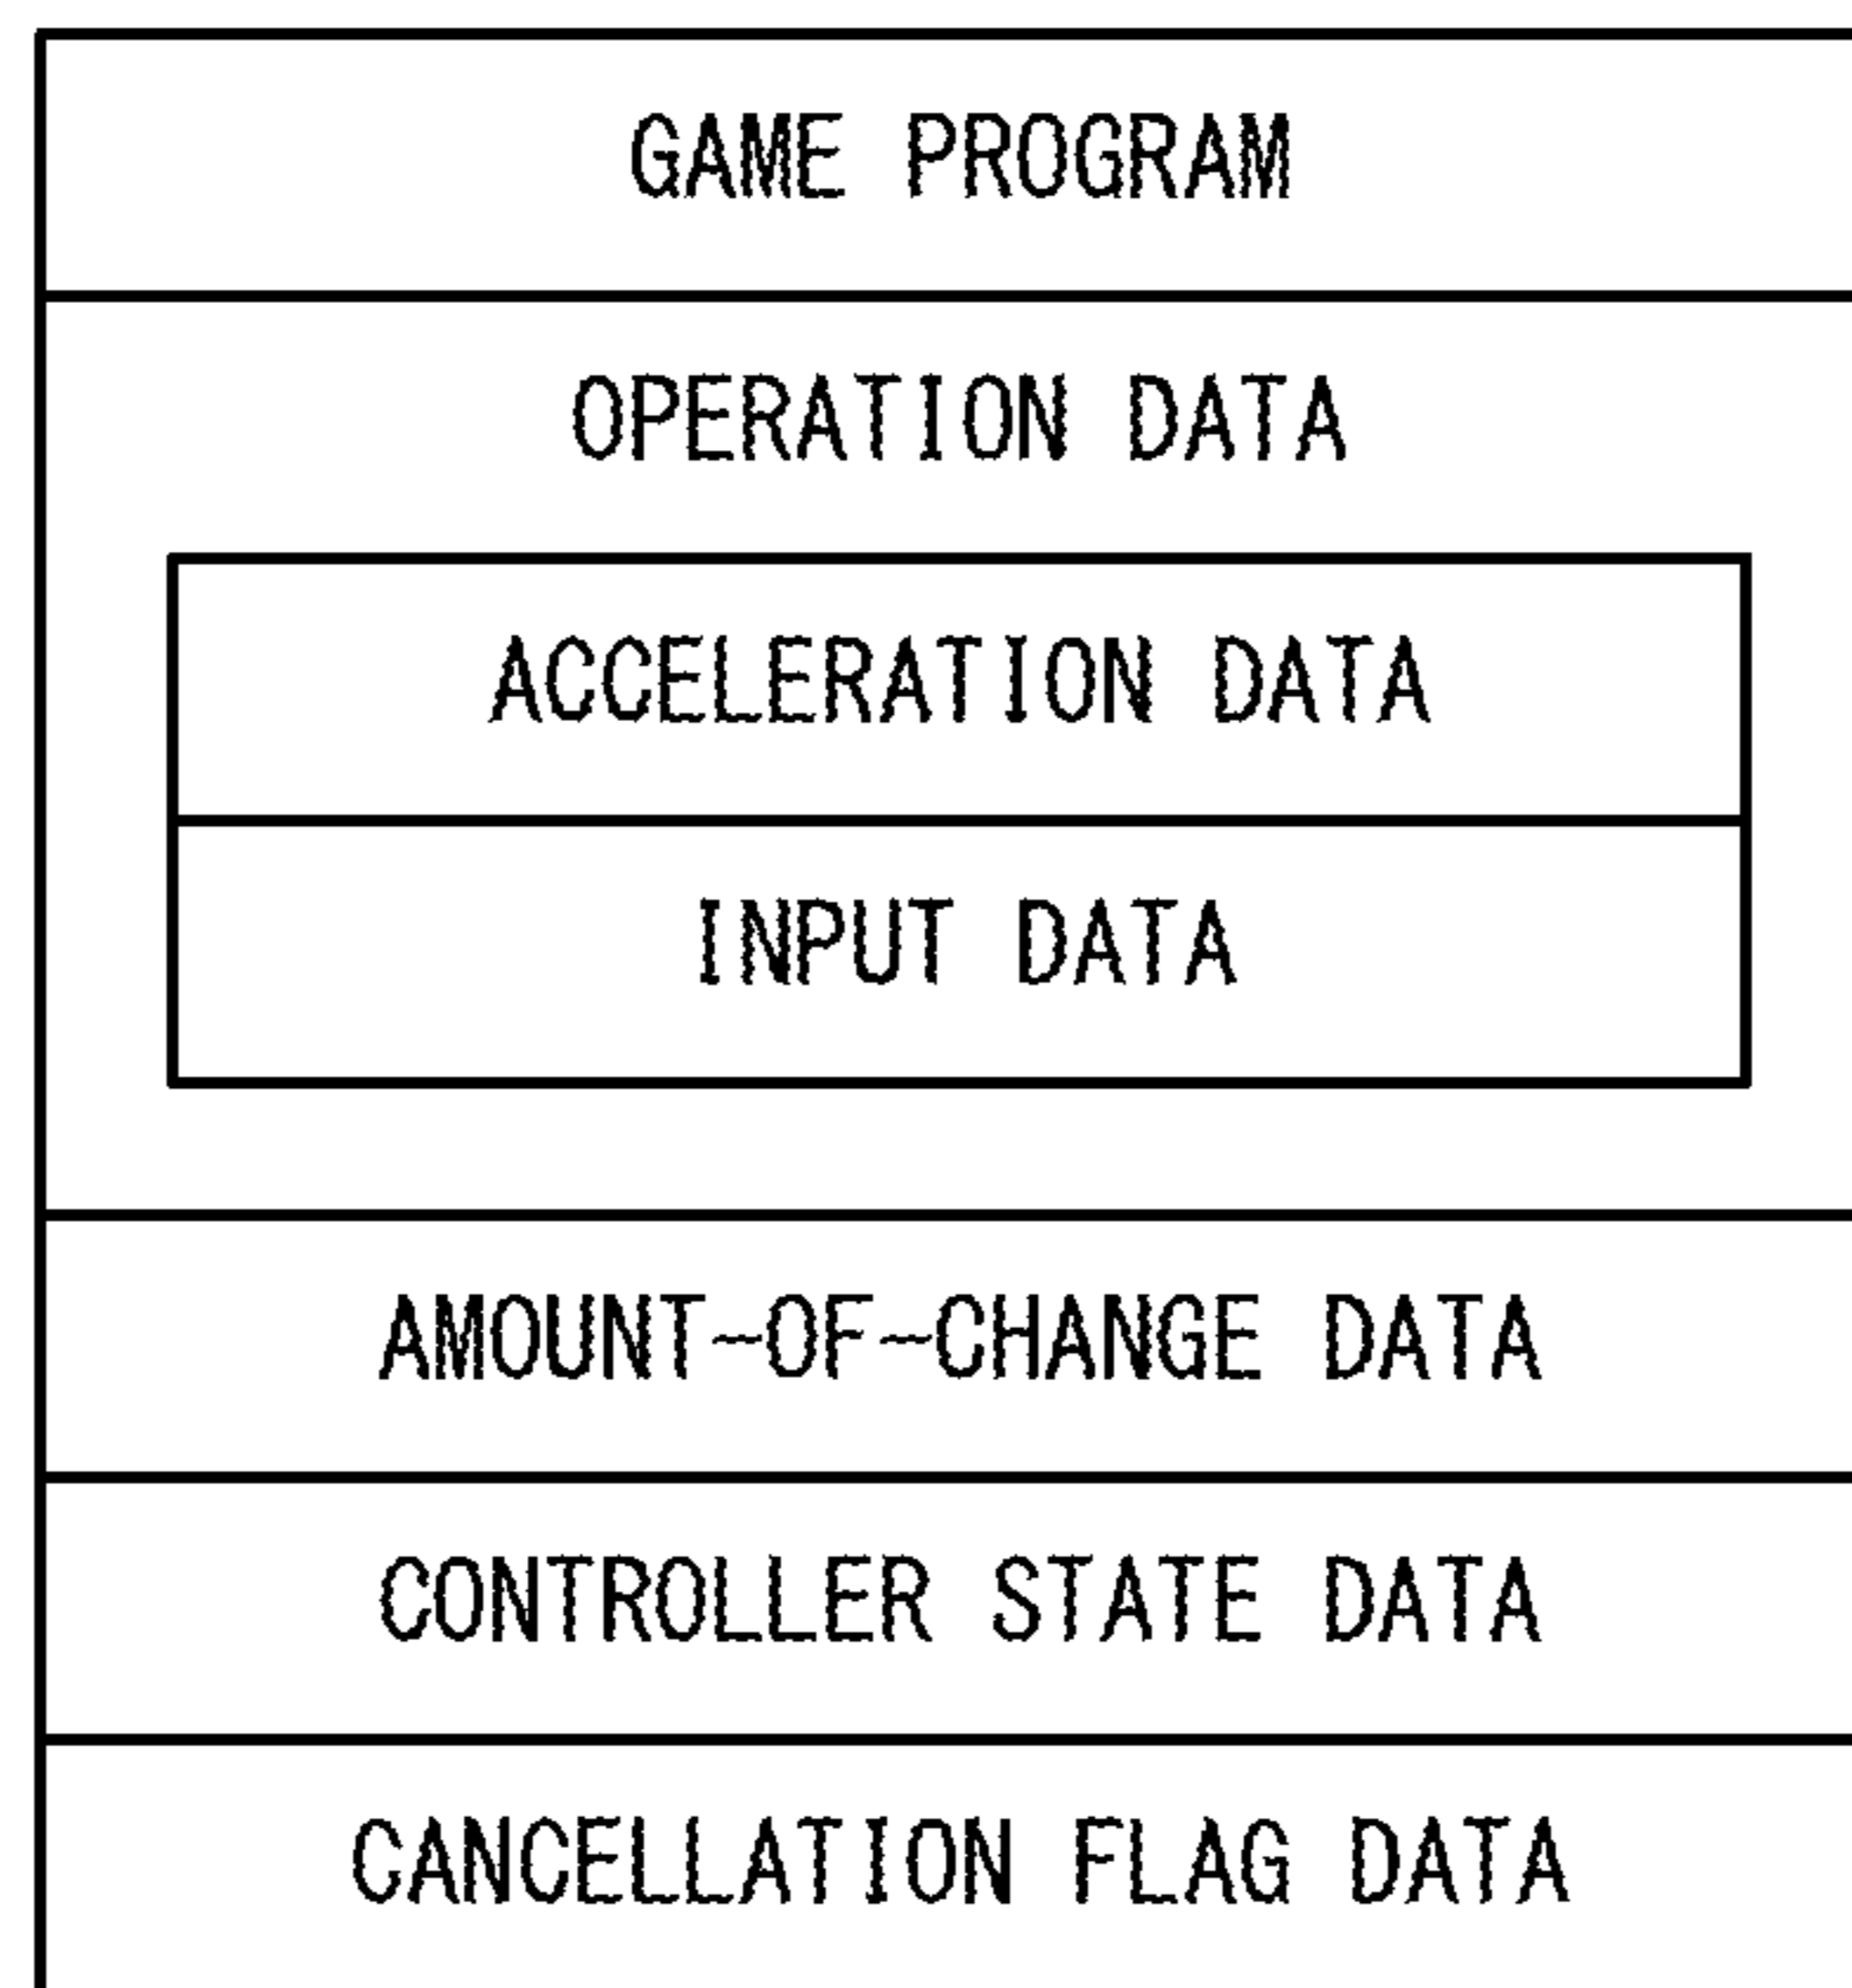 GAME PROGRAM
OPERATION DATA
ACCELERATION DATA
INPUT DATA
AMOUNT-OF-CHANGE DATA
CONTROLLER STATE DATA
CANCELLATION FLAG DATA